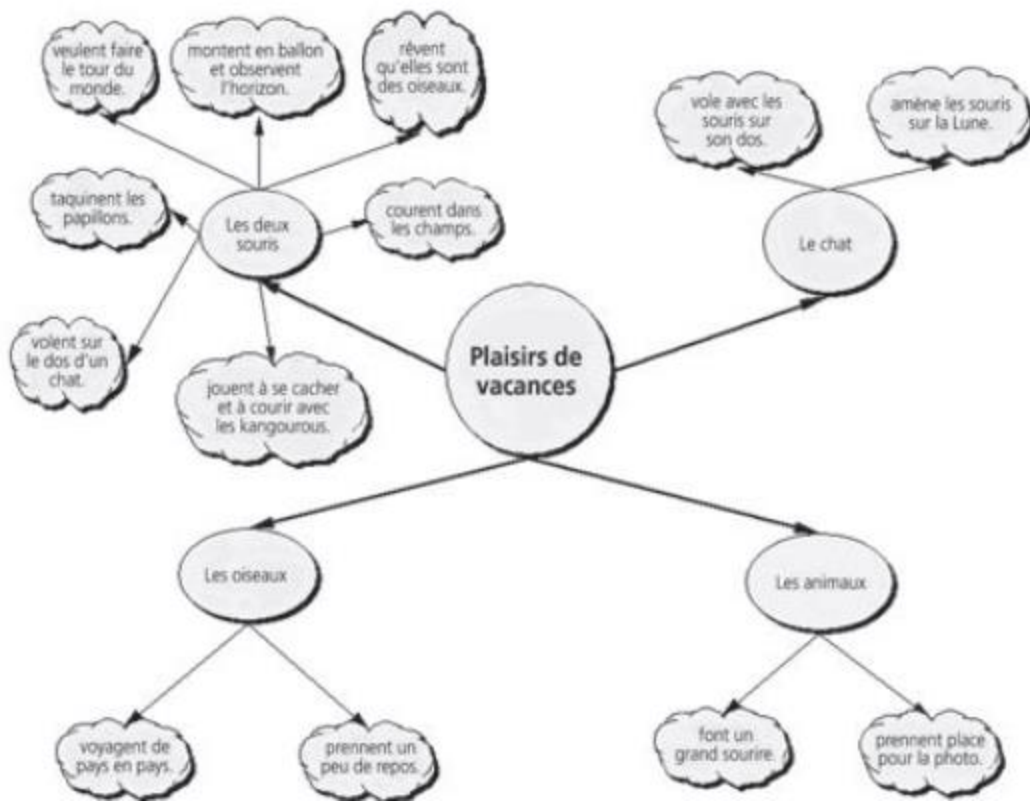 veulent faire
le tour du
monde.
montent en ballon
et observent
l'horizon.
rêvent
qu'elles sont
des oiseaux.
taquinent les
papillons.
Les deux
souris
courent dans
les champs.
volent sur
le dos d'un
chat.
jouent à se cacher
et à courir avec
les kangourous.
vole avec les
souris sur
son dos.
amène les souris
sur la Lune.
Le chat
Plaisirs de
vacances
Les oiseaux
voyagent de
pays en pays.
prennent un
peu de repos.
Les animaux
font un
grand sourire.
prennent place
pour la photo.